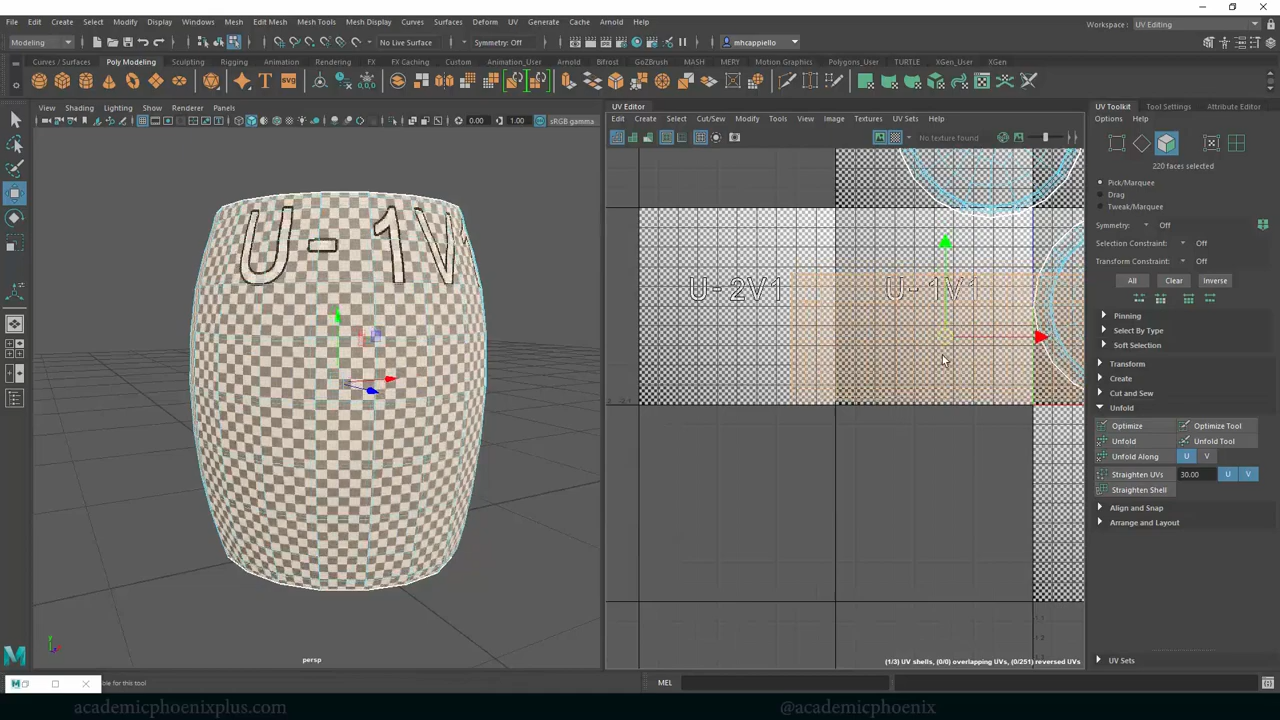 File Edit Create Select Modify Display Windows Mesh Edit Mesh Mesh Tools Mesh Display Curves Surfaces Deform UV Generate Cache Arnold Help
Workspace : UV Editing
Modeling No Live Surface Symmetry: Off mhcappiello
Curves / Surfaces Poly Modeling Sculpting Rigging Animation Rendering FX FX Caching Custom Animation_User Arnold Bifrost GoZBrush MASH MERY Motion Graphics Polygons_User TURTLE XGen_User XGen
View Shading Lighting Show Renderer Panels
0.00 1.00 sRGB gamma
UV Editor
Edit Create Select Cut/Sew Modify Tools View Image Textures UV Sets Help
No texture found
UV Toolkit Tool Settings Attribute Editor
Options Help
220 faces selected
Pick/Marquee
Drag
Tweak/Marquee
Symmetry: Off
Selection Constraint: Off
Transform Constraint: Off
All Clear Inverse
Pinning
Select By Type
Soft Selection
Transform
Create
Cut and Sew
Unfold
Optimize Optimize Tool
Unfold Unfold Tool
Unfold Along U V
Straighten UVs 30.00 U V
Straighten Shell
Align and Snap
Arrange and Layout
UV Sets
U-1V
U-2V1 U-1V1
persp
(1/3) UV shells, (0/0) overlapping UVs, (0/251) reversed UVs
ble for this tool
MEL
academicphoenixplus.com @academicphoenix